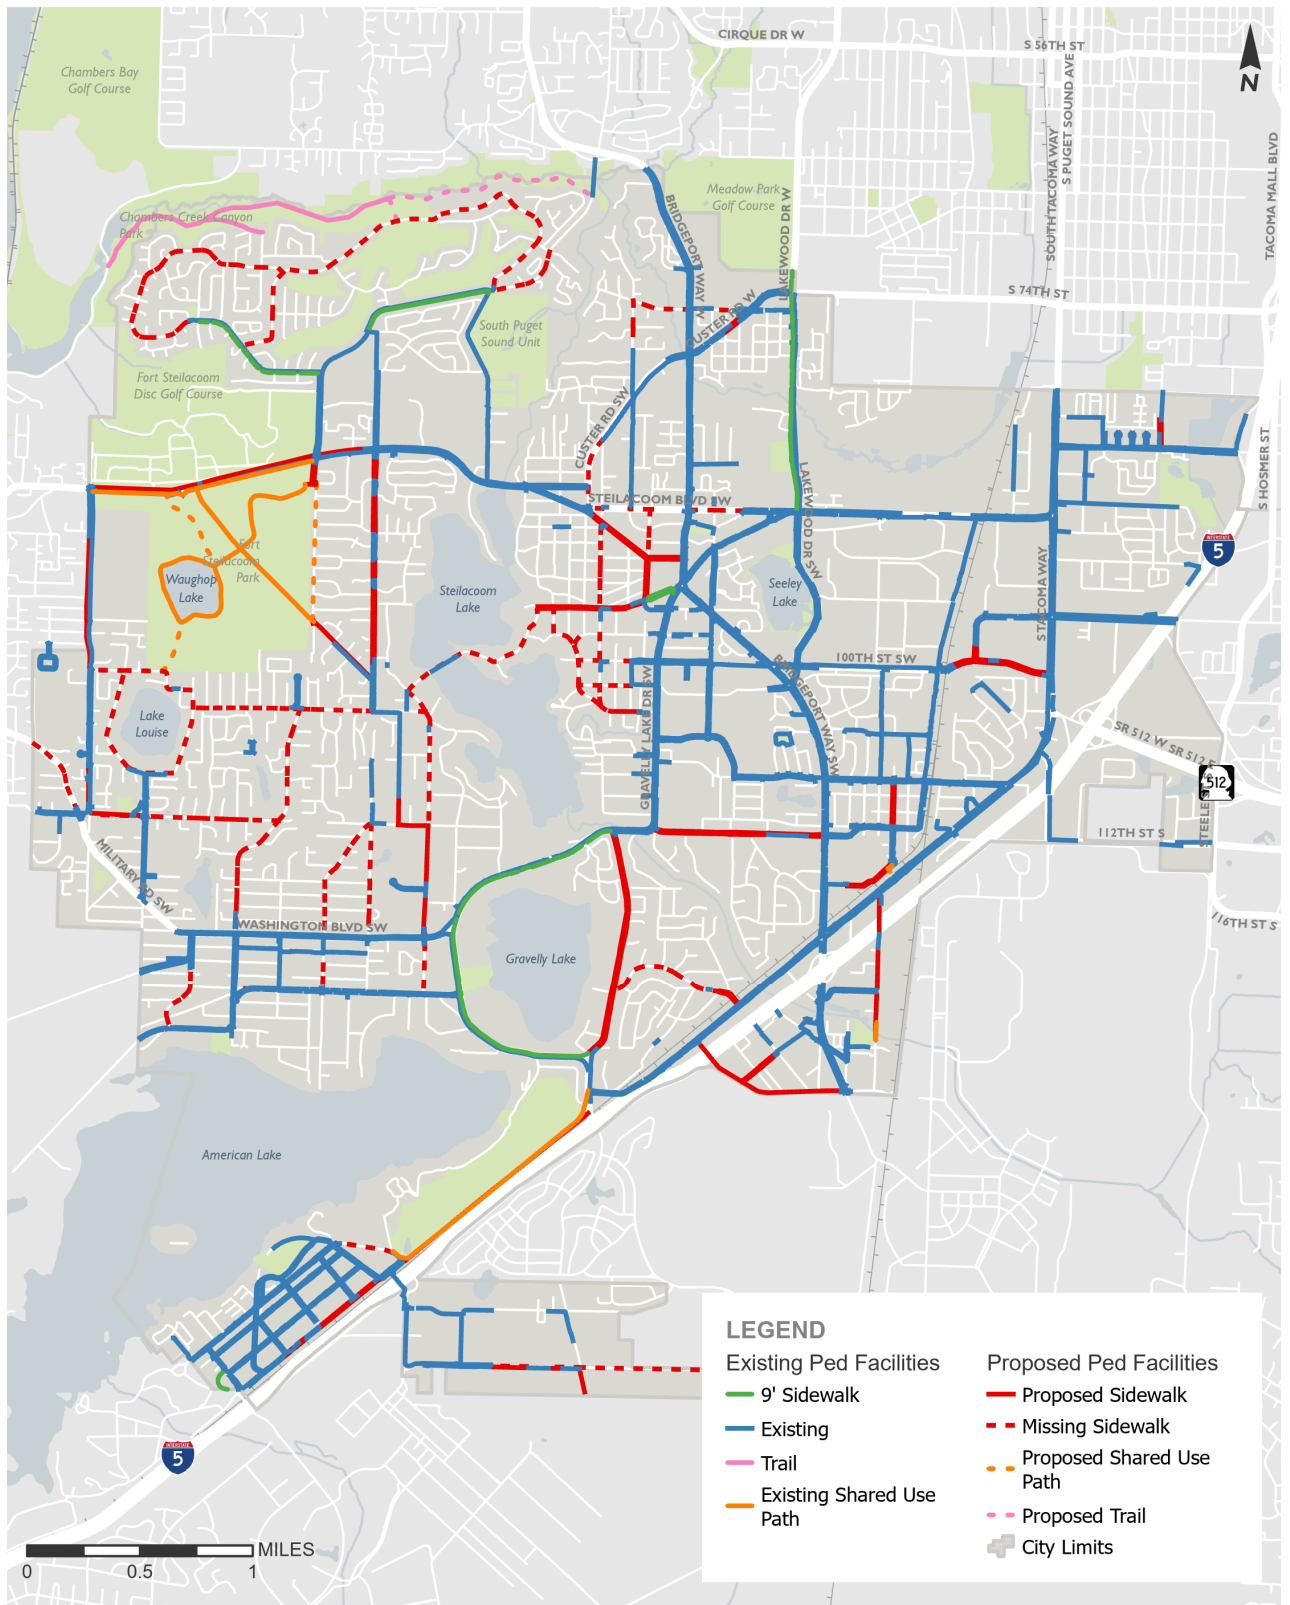 CIRQUE DR W
S 56TH ST
N
Chambers Bay
Golf Course
S PUGET SOUND AVE
SOUTH TACOMA WAY
TACOMA MALL BLVD
Meadow Park
Golf Course
LAKEWOOD DR W
BRIDGEPORT WAY W
Chambers Creek Canyon
Park
S 74TH ST
CUSTER RD W
South Puget
Sound Unit
Fort Steilacoom
Disc Golf Course
CUSTER RD SW
S HOSMER ST
STEILACOOM BLVD SW
LAKEWOOD DR SW
INTERSTATE
5
Fort
Steilacoom
Park
Waughop
Lake
Steilacoom
Lake
Seeley
Lake
S TACOMA WAY
100TH ST SW
BRIDGEPORT WAY SW
GRAVELLY LAKE DR SW
Lake
Louise
SR 512 W
SR 512 E
512
STEELE ST S
112TH ST S
MILITARY RD SW
WASHINGTON BLVD SW
116TH ST S
Gravelly Lake
American Lake
INTERSTATE
5
LEGEND
Existing Ped Facilities
9' Sidewalk
Existing
Trail
Existing Shared Use
Path
Proposed Ped Facilities
Proposed Sidewalk
Missing Sidewalk
Proposed Shared Use
Path
Proposed Trail
City Limits
MILES
0 0.5 1